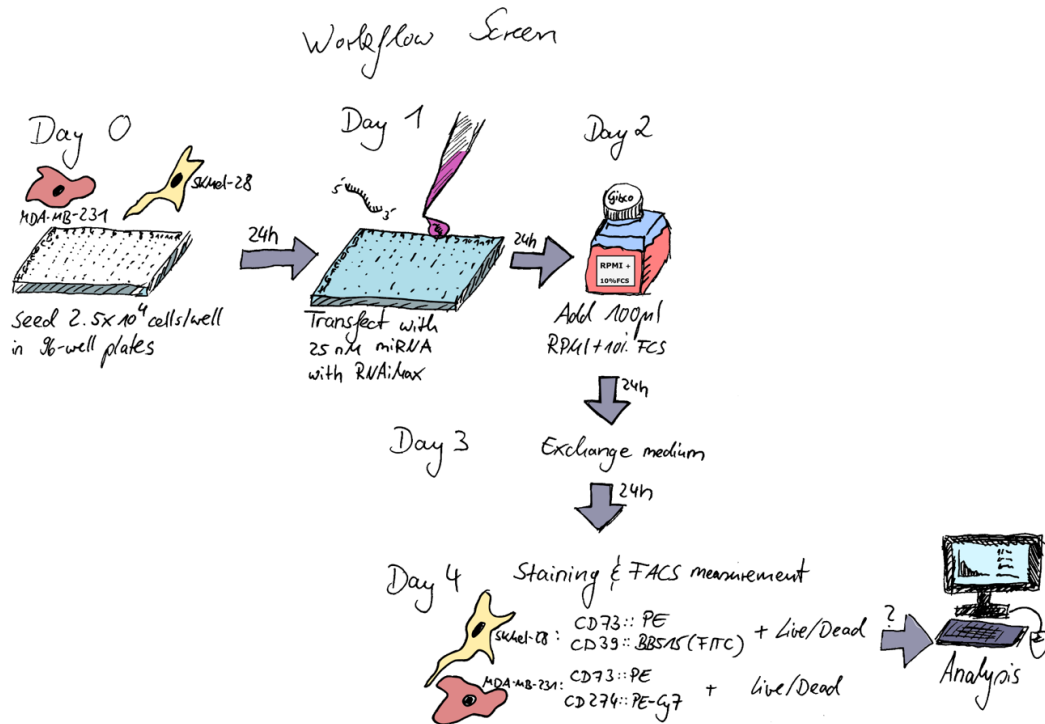 Workflow Screen
Day 0
MDA-MB-231
SKMel-28
24h
Seed 2.5x10⁴ cells/well
in 96-well plates
Day 1
5'
3'
24h
Transfect with
25 nM miRNA
with RNAiMax
Day 2
Gibco
RPMI +
10%FCS
Add 100µl
RPMI+10% FCS
24h
Day 3
Exchange medium
24h
Day 4
Staining & FACS measurement
SKMel-28:
CD73::PE
CD39::BB515(FITC)
+ Live/Dead
MDA-MB-231:
CD73::PE
CD274::PE-Cy7
+ Live/Dead
?
Analysis